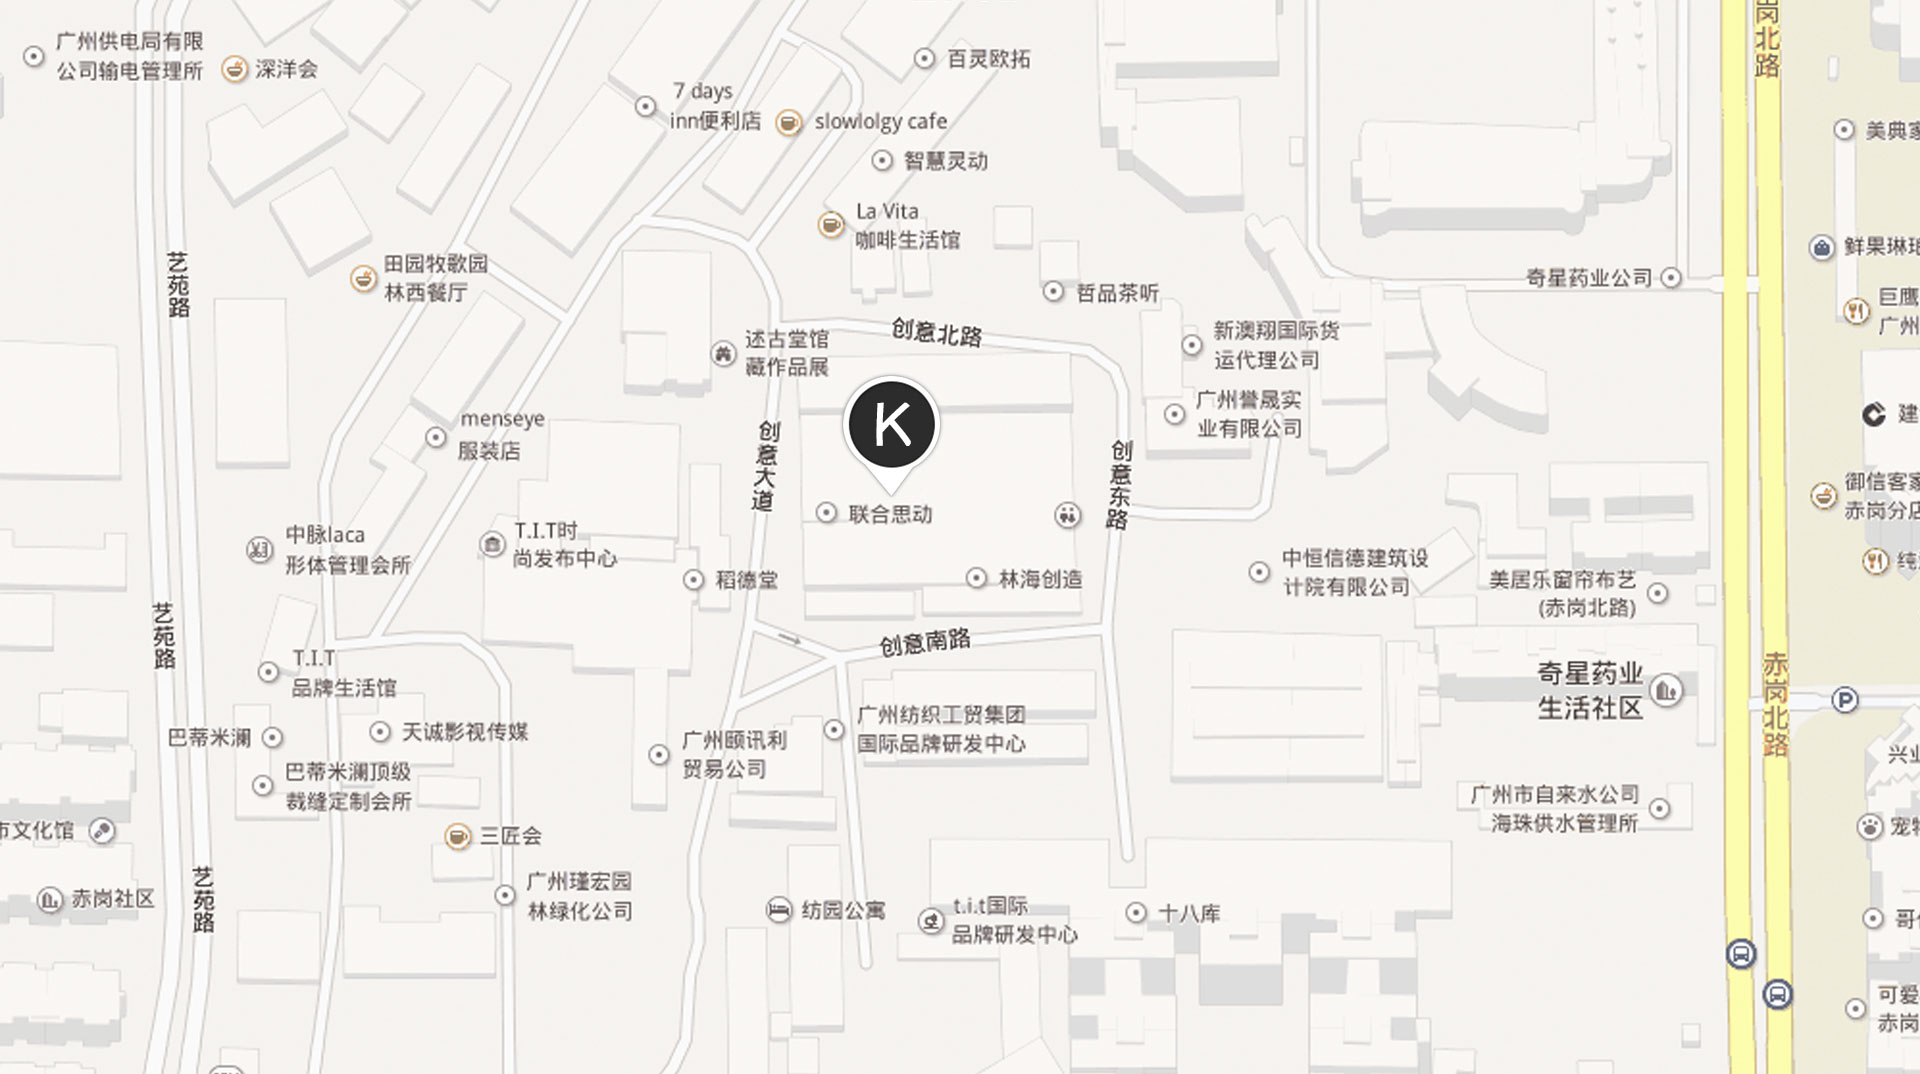 广州供电局有限
公司输电管理所
深洋会
7 days
inn便利店
slowlolgy cafe
百灵欧拓
智慧灵动
La Vita
咖啡生活馆
田园牧歌园
林西餐厅
艺苑路
哲品茶听
奇星药业公司
北路
美典家
鲜果琳琅
巨鹰
广州
述古堂馆
藏作品展
创意北路
新澳翔国际货
运代理公司
广州誉晟实
业有限公司
menseye
服装店
K
创意大道
创意东路
联合思动
建
御信客家
赤岗分店
中脉laca
形体管理会所
T.I.T时
尚发布中心
稻德堂
林海创造
中恒信德建筑设
计院有限公司
美居乐窗帘布艺
(赤岗北路)
艺苑路
创意南路
T.I.T
品牌生活馆
奇星药业
生活社区
赤岗北路
P
巴蒂米澜
天诚影视传媒
广州颐讯利
贸易公司
广州纺织工贸集团
国际品牌研发中心
兴业
巴蒂米澜顶级
裁缝定制会所
广州市自来水公司
海珠供水管理所
市文化馆
三匠会
宠物
赤岗社区
艺苑路
广州瑾宏园
林绿化公司
纺园公寓
t.i.t国际
品牌研发中心
十八库
可爱
赤岗